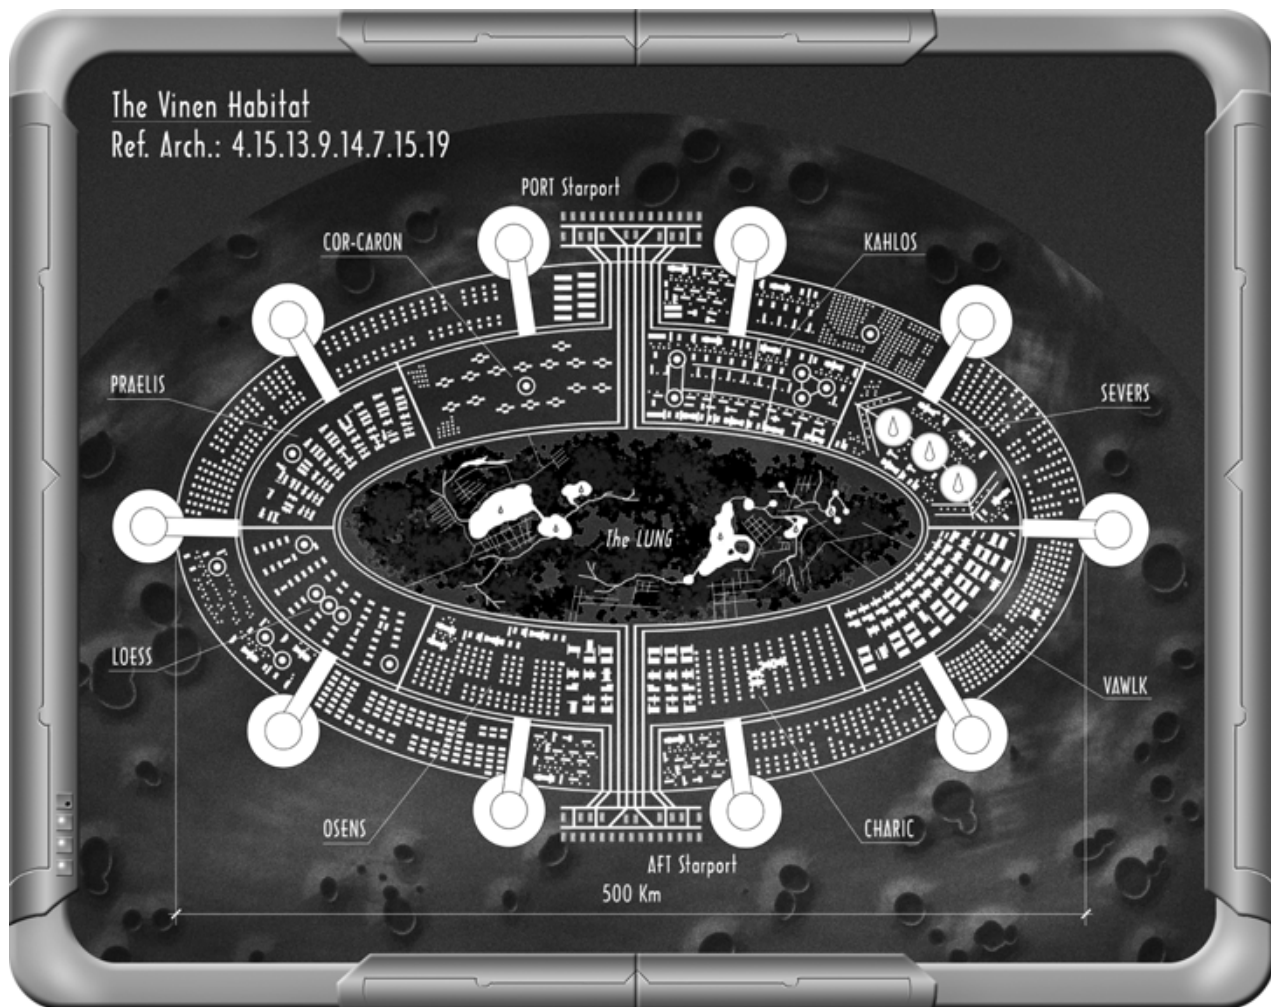 The Vinen Habitat
Ref. Arch.: 4.15.13.9.14.7.15.19
PORT Starport
COR-CARON
KAHLOS
PRAELIS
SEVERS
The LUNG
LOESS
VAWLK
OSENS
CHARIC
AFT Starport
500 Km